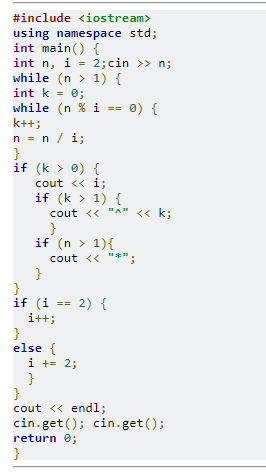 #include <iostream>
using namespace std;
int main() {
int n, i = 2;cin >> n;
while (n > 1) {
int k = 0;
while (n % i == 0) {
k++;
n = n / i;
}
if (k > 0) {
cout << i;
if (k > 1) {
cout << "^" << k;
}
if (n > 1){
cout << "*";
}
}
if (i == 2) {
i++;
}
else {
i += 2;
}
}
cout << endl;
cin.get(); cin.get();
return 0;
}